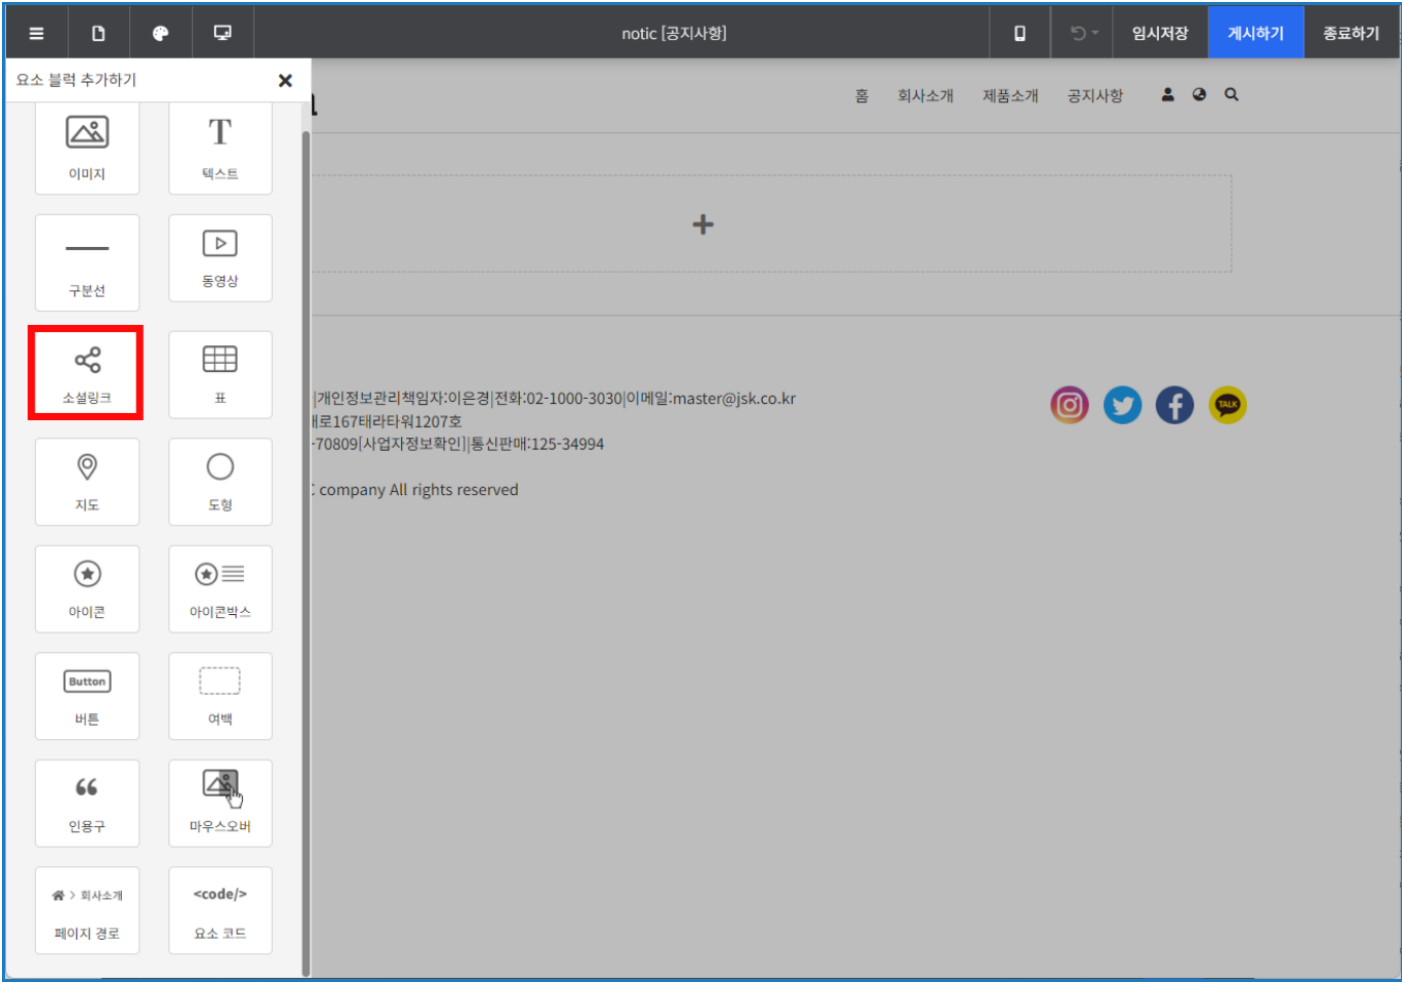 notic [공지사항]
임시저장
게시하기
종료하기
요소 블럭 추가하기
홈
회사소개
제품소개
공지사항
이미지
T
텍스트
구분선
동영상
소셜링크
표
|개인정보관리책임자:이은경|전화:02-1000-3030|이메일:master@jsk.co.kr
로167태라타워1207호
-70809[사업자정보확인]|통신판매:125-34994
company All rights reserved
TALK
지도
도형
아이콘
아이콘박스
Button
버튼
여백
인용구
마우스오버
> 회사소개
페이지 경로
<code/>
요소 코드